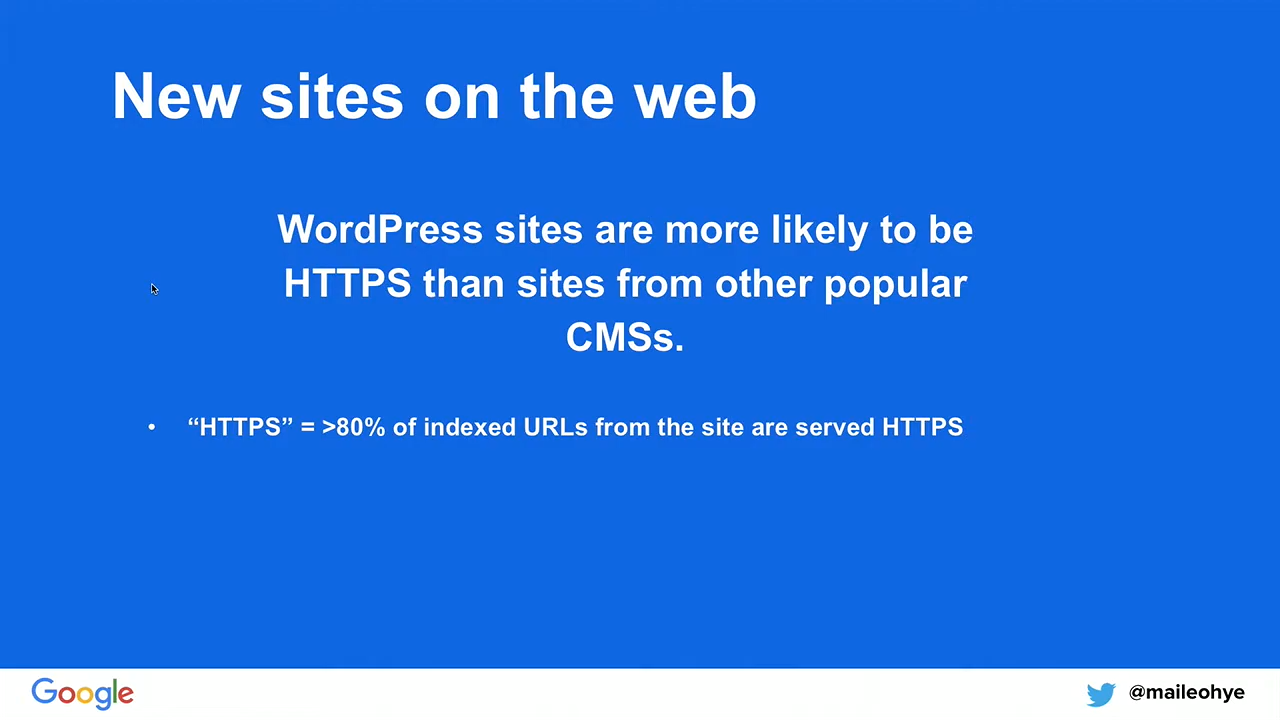 New sites on the web
WordPress sites are more likely to be
HTTPS than sites from other popular
CMSs.
• “HTTPS” = >80% of indexed URLs from the site are served HTTPS
Google
@maileohye